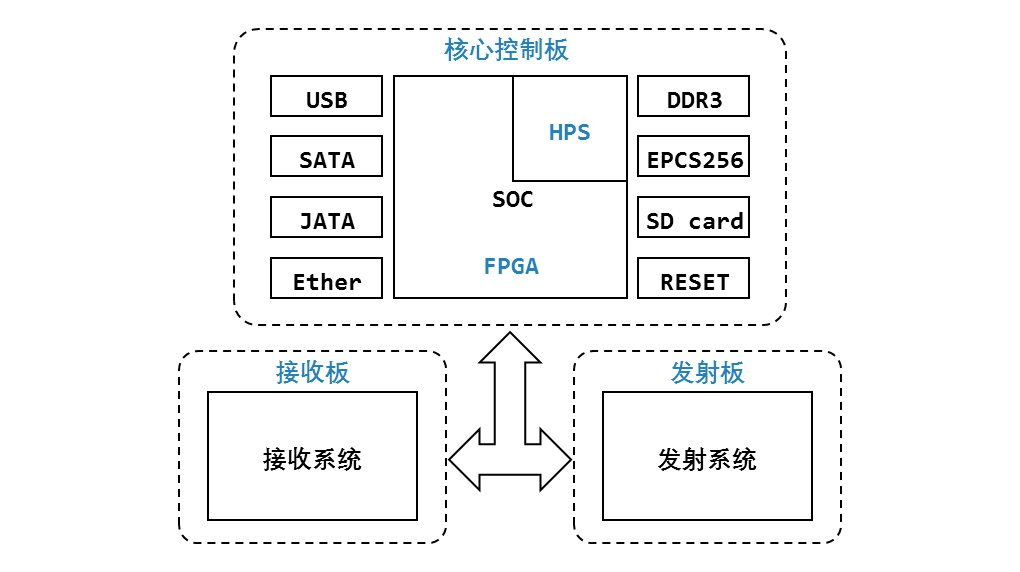 核心控制板
USB
SATA
JATA
Ether
HPS
SOC
FPGA
DDR3
EPCS256
SD card
RESET
接收板
接收系统
发射板
发射系统